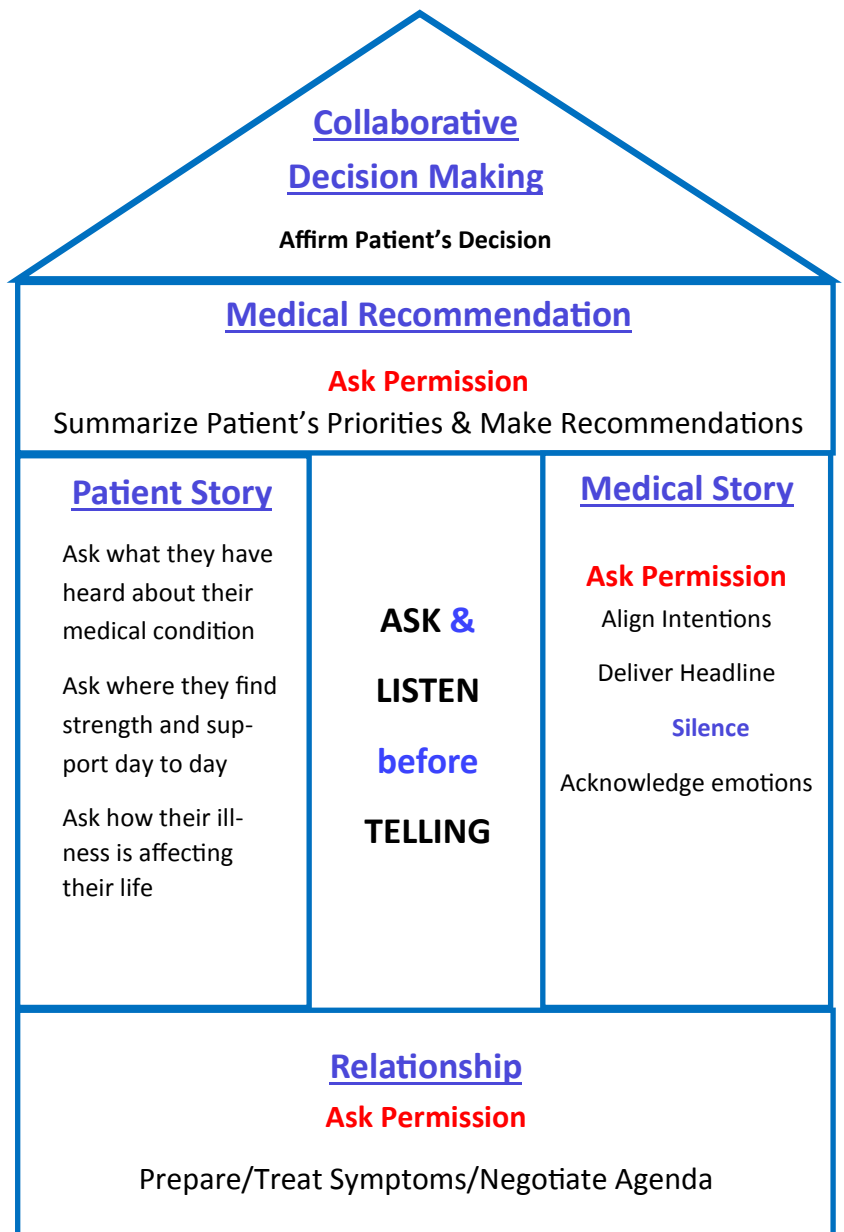 Collaborative
Decision Making
Affirm Patient's Decision
Medical Recommendation
Ask Permission
Summarize Patient's Priorities & Make Recommendations
Patient Story
Ask what they have
heard about their
medical condition
Ask where they find
strength and sup-
port day to day
Ask how their ill-
ness is affecting
their life
ASK &
LISTEN
before
TELLING
Medical Story
Ask Permission
Align Intentions
Deliver Headline
Silence
Acknowledge emotions
Relationship
Ask Permission
Prepare/Treat Symptoms/Negotiate Agenda